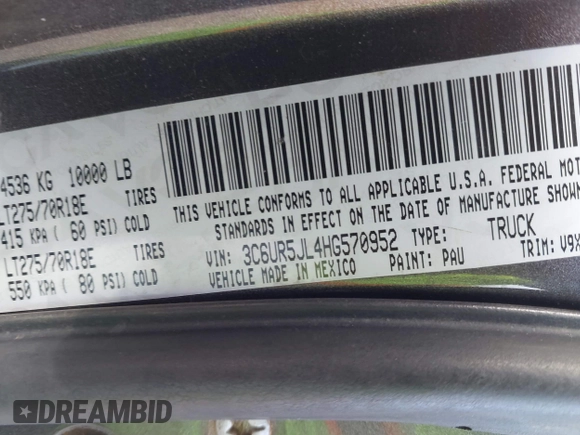 4536 KG 10000 LB
LT275/70R18E TIRES
415 KPA ( 60 PSI) COLD
LT275/70R18E TIRES
550 KPA ( 80 PSI) COLD
THIS VEHICLE CONFORMS TO ALL APPLICABLE U.S.A. FEDERAL MOTOR
STANDARDS IN EFFECT ON THE DATE OF MANUFACTURE SHOWN
VIN: 3C6UR5JL4HG570952 TYPE: TRUCK
MADE IN MEXICO PAINT: PAU TRIM: V9X
DREAMBID